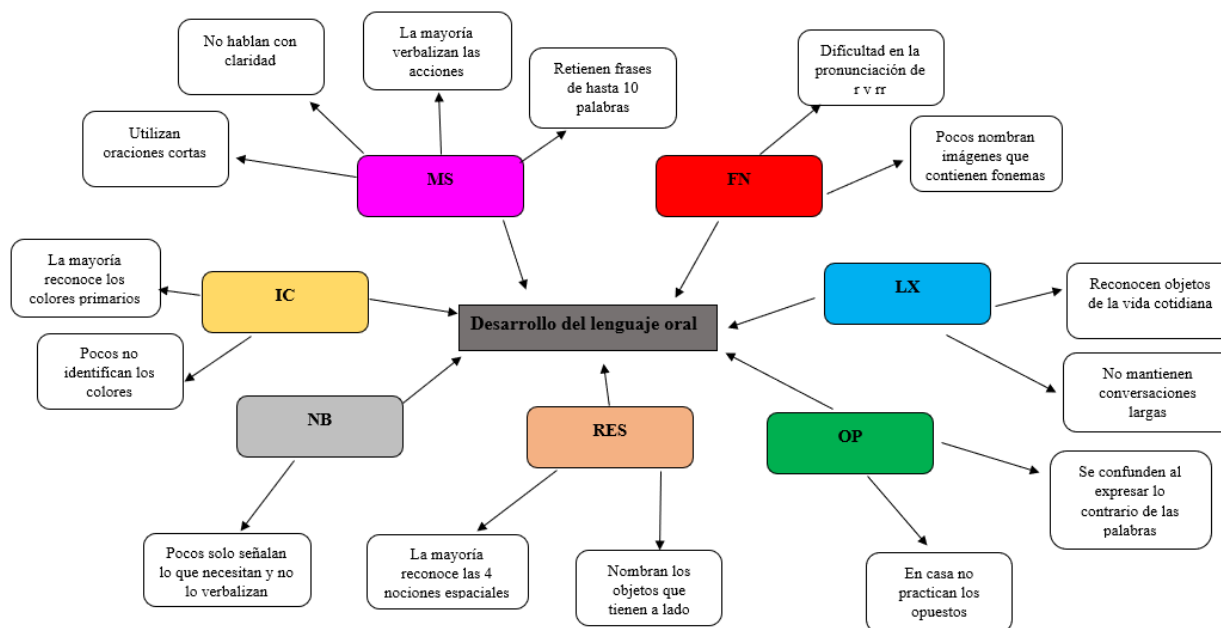 No hablan con
claridad
La mayoría
verbalizan las
acciones
Retienen frases
de hasta 10
palabras
Utilizan
oraciones cortas
MS
Dificultad en la
pronunciación de
r v rr
Pocos nombran
imágenes que
contienen fonemas
FN
La mayoría
reconoce los
colores primarios
Pocos no
identifican los
colores
IC
Desarrollo del lenguaje oral
LX
Reconocen objetos
de la vida cotidiana
No mantienen
conversaciones
largas
NB
Pocos solo señalan
lo que necesitan y no
lo verbalizan
RES
La mayoría
reconoce las 4
nociones espaciales
Nombran los
objetos que
tienen a lado
OP
Se confunden al
expresar lo
contrario de las
palabras
En casa no
practican los
opuestos